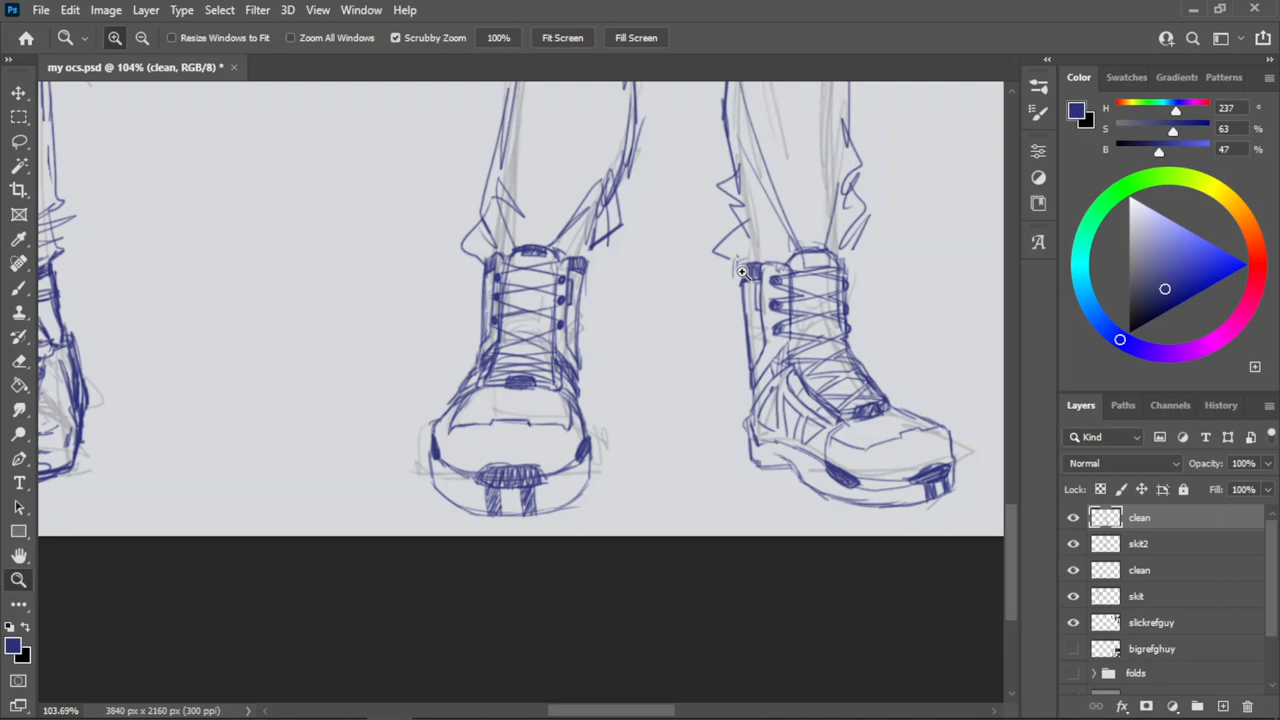 Ps File Edit Image Layer Type Select Filter 3D View Window Help
Resize Windows to Fit Zoom All Windows Scrubby Zoom 100% Fit Screen Fill Screen
my ocs.psd @ 104% (clean, RGB/8) *
Color Swatches Gradients Patterns
H 237 °
S 63 %
B 47 %
Layers Paths Channels History
Kind
Normal Opacity: 100%
Lock: Fill: 100%
clean
skit2
clean
skit
slickrefguy
bigrefghuy
folds
103.69% 3840 px x 2160 px (300 ppi)